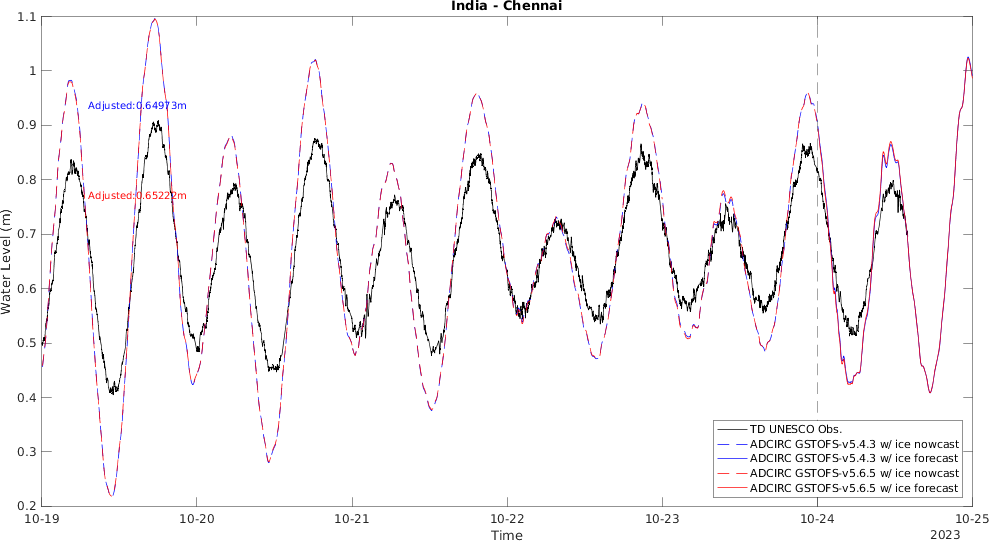 India - Chennai
1.1
1
0.9
0.8
0.7
0.6
0.5
0.4
0.3
0.2
Water Level (m)
Adjusted:0.64973m
Adjusted:0.65222m
TD UNESCO Obs.
ADCIRC GSTOFS-v5.4.3 w/ ice nowcast
ADCIRC GSTOFS-v5.4.3 w/ ice forecast
ADCIRC GSTOFS-v5.6.5 w/ ice nowcast
ADCIRC GSTOFS-v5.6.5 w/ ice forecast
10-19 10-20 10-21 10-22 10-23 10-24 10-25
Time
2023